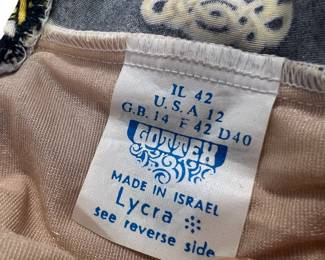 IL 42
U.S.A 12
G.B. 14 F 42 D40
GOTTEX
MADE IN ISRAEL
Lycra
see reverse side